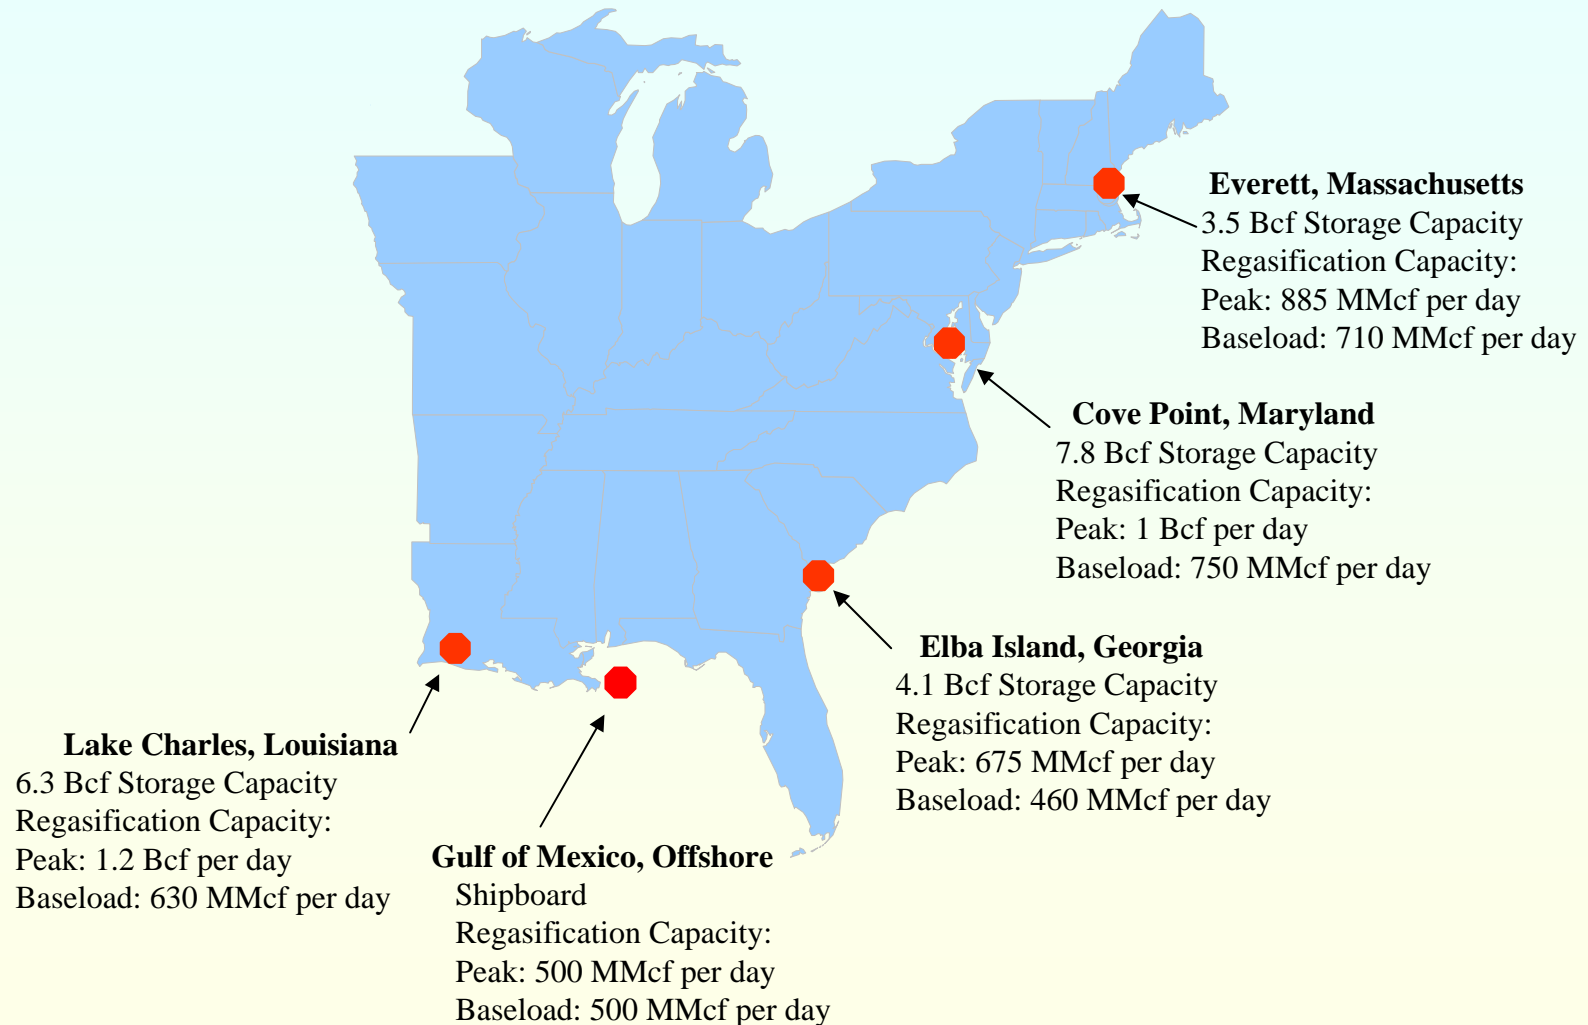 Everett, Massachusetts
3.5 Bcf Storage Capacity
Regasification Capacity:
Peak: 885 MMcf per day
Baseload: 710 MMcf per day
Cove Point, Maryland
7.8 Bcf Storage Capacity
Regasification Capacity:
Peak: 1 Bcf per day
Baseload: 750 MMcf per day
Elba Island, Georgia
4.1 Bcf Storage Capacity
Regasification Capacity:
Peak: 675 MMcf per day
Baseload: 460 MMcf per day
Lake Charles, Louisiana
6.3 Bcf Storage Capacity
Regasification Capacity:
Peak: 1.2 Bcf per day
Baseload: 630 MMcf per day
Gulf of Mexico, Offshore
Shipboard
Regasification Capacity:
Peak: 500 MMcf per day
Baseload: 500 MMcf per day